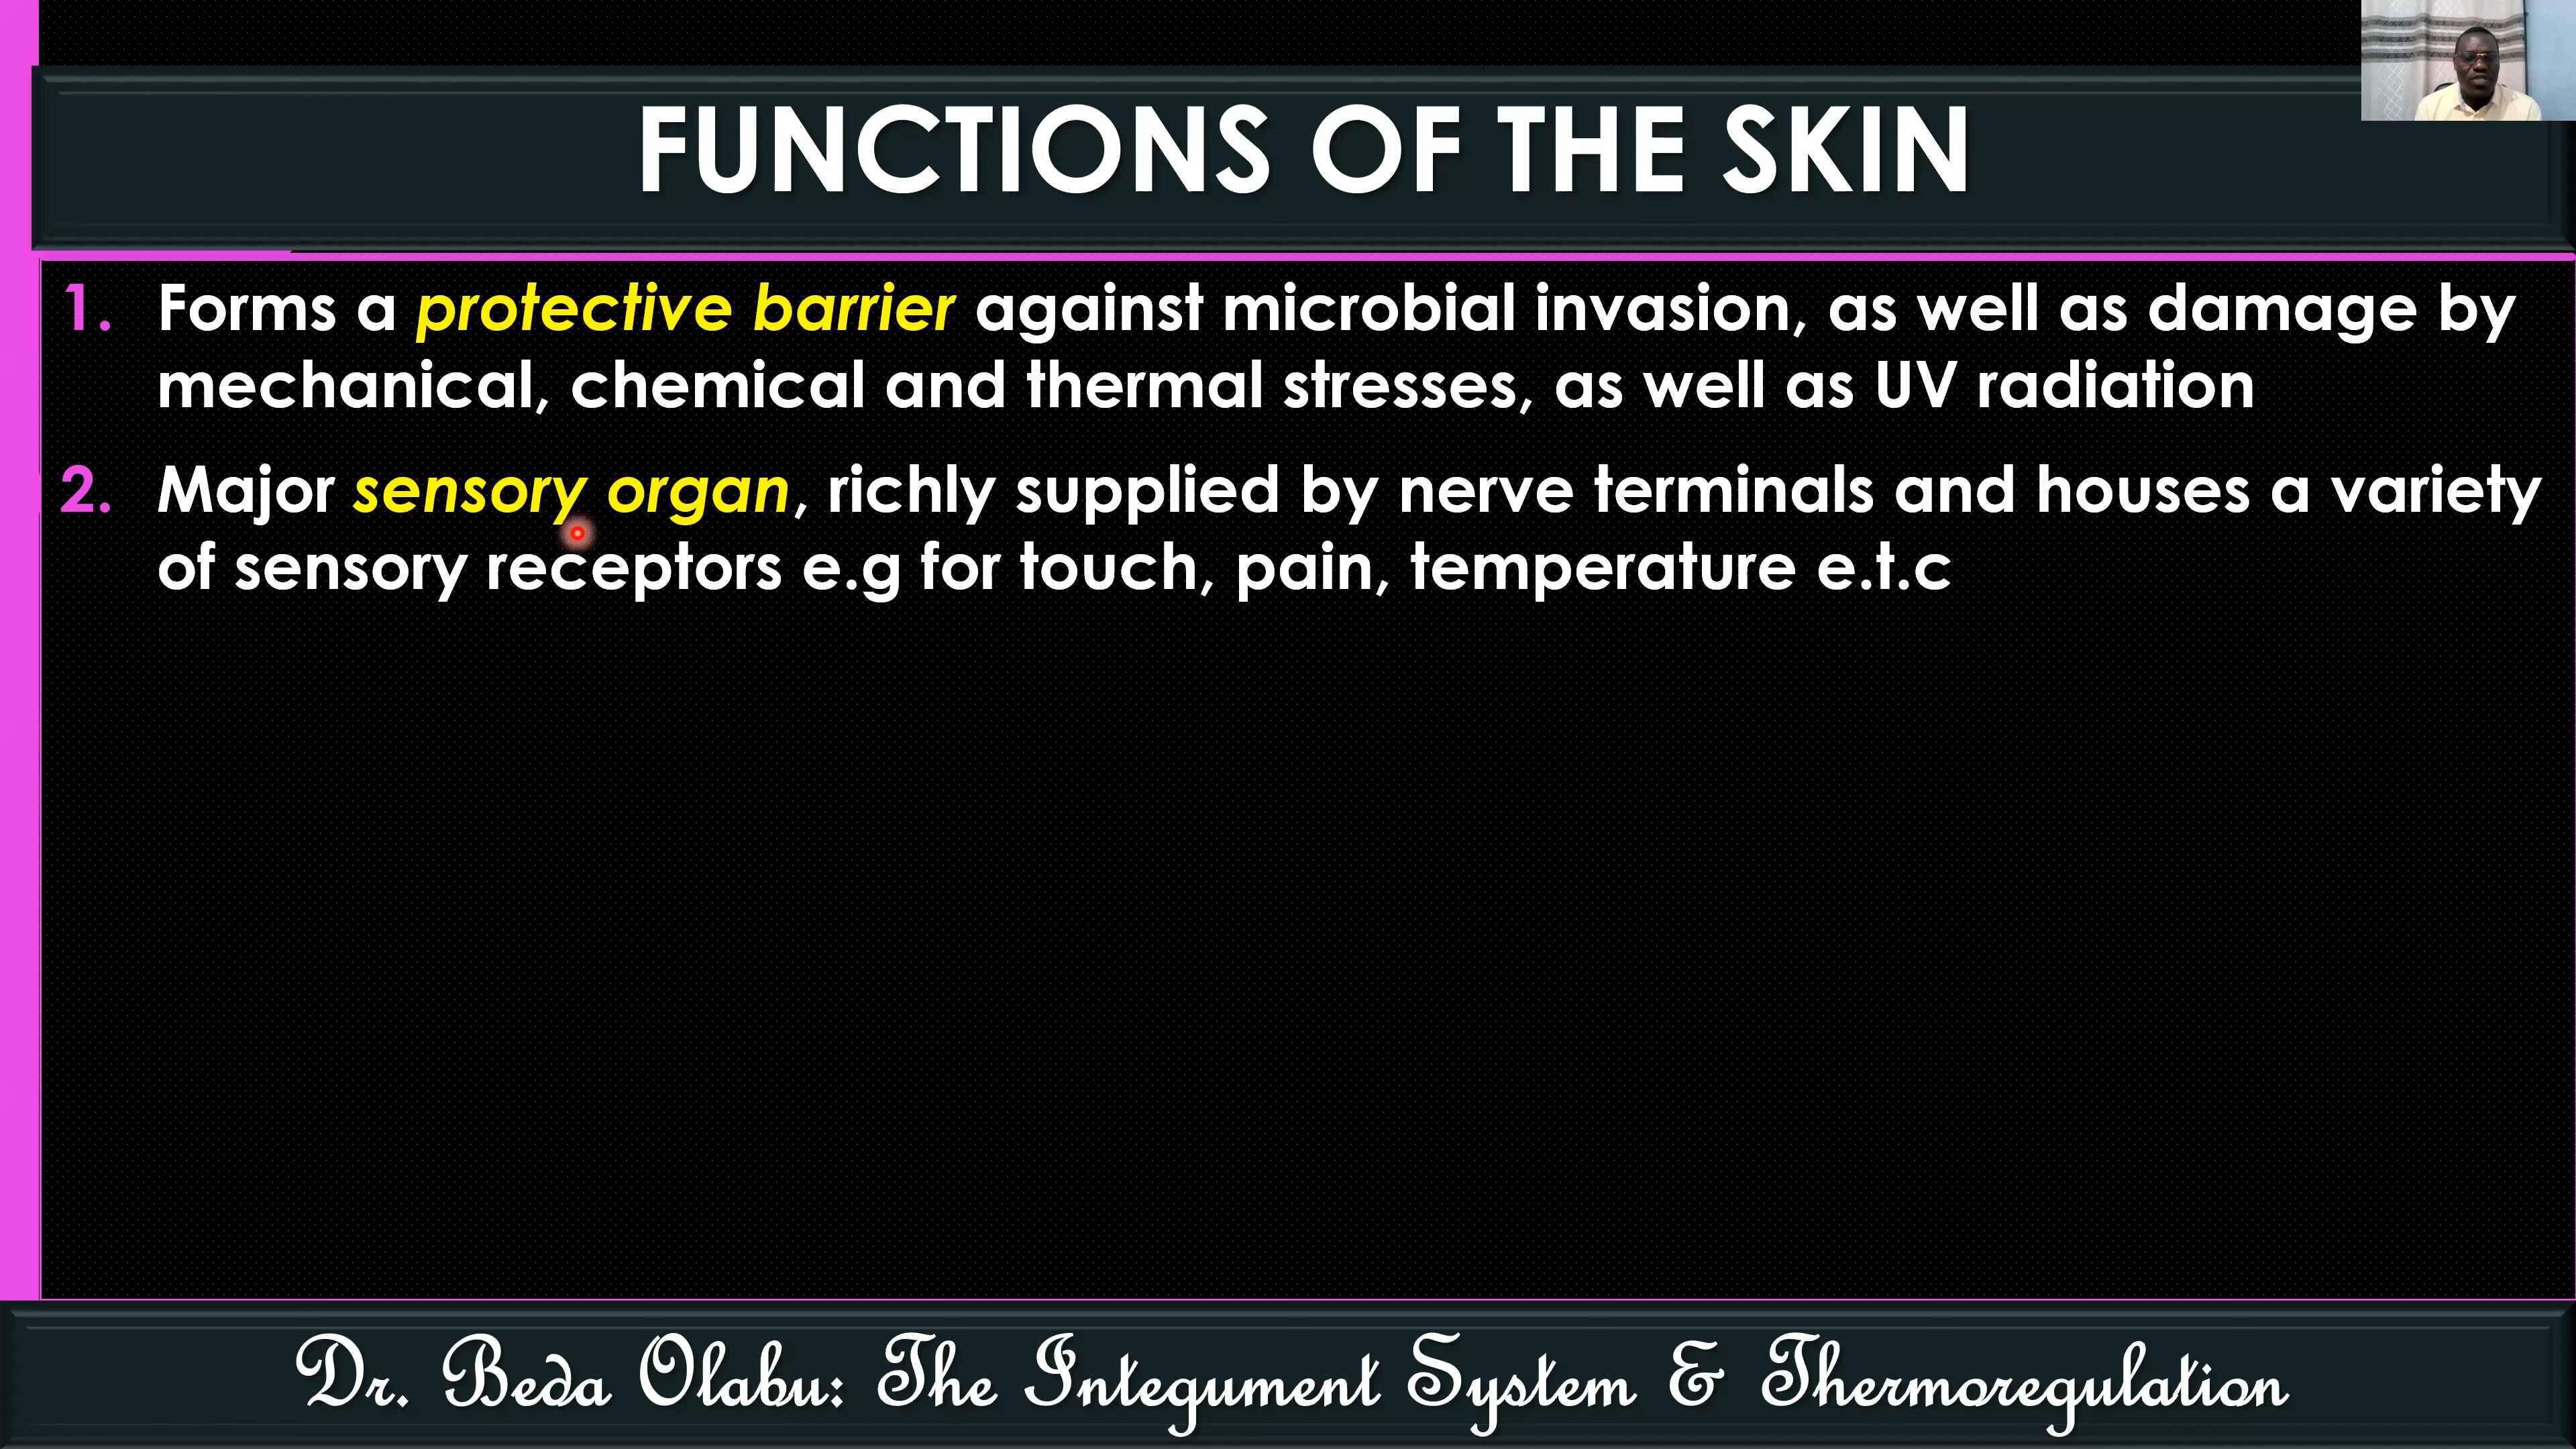 FUNCTIONS OF THE SKIN
1. Forms a protective barrier against microbial invasion, as well as damage by
mechanical, chemical and thermal stresses, as well as UV radiation
2. Major sensory organ, richly supplied by nerve terminals and houses a variety
of sensory receptors e.g for touch, pain, temperature e.t.c
Dr. Beda Olabu: The Integument System & Thermoregulation